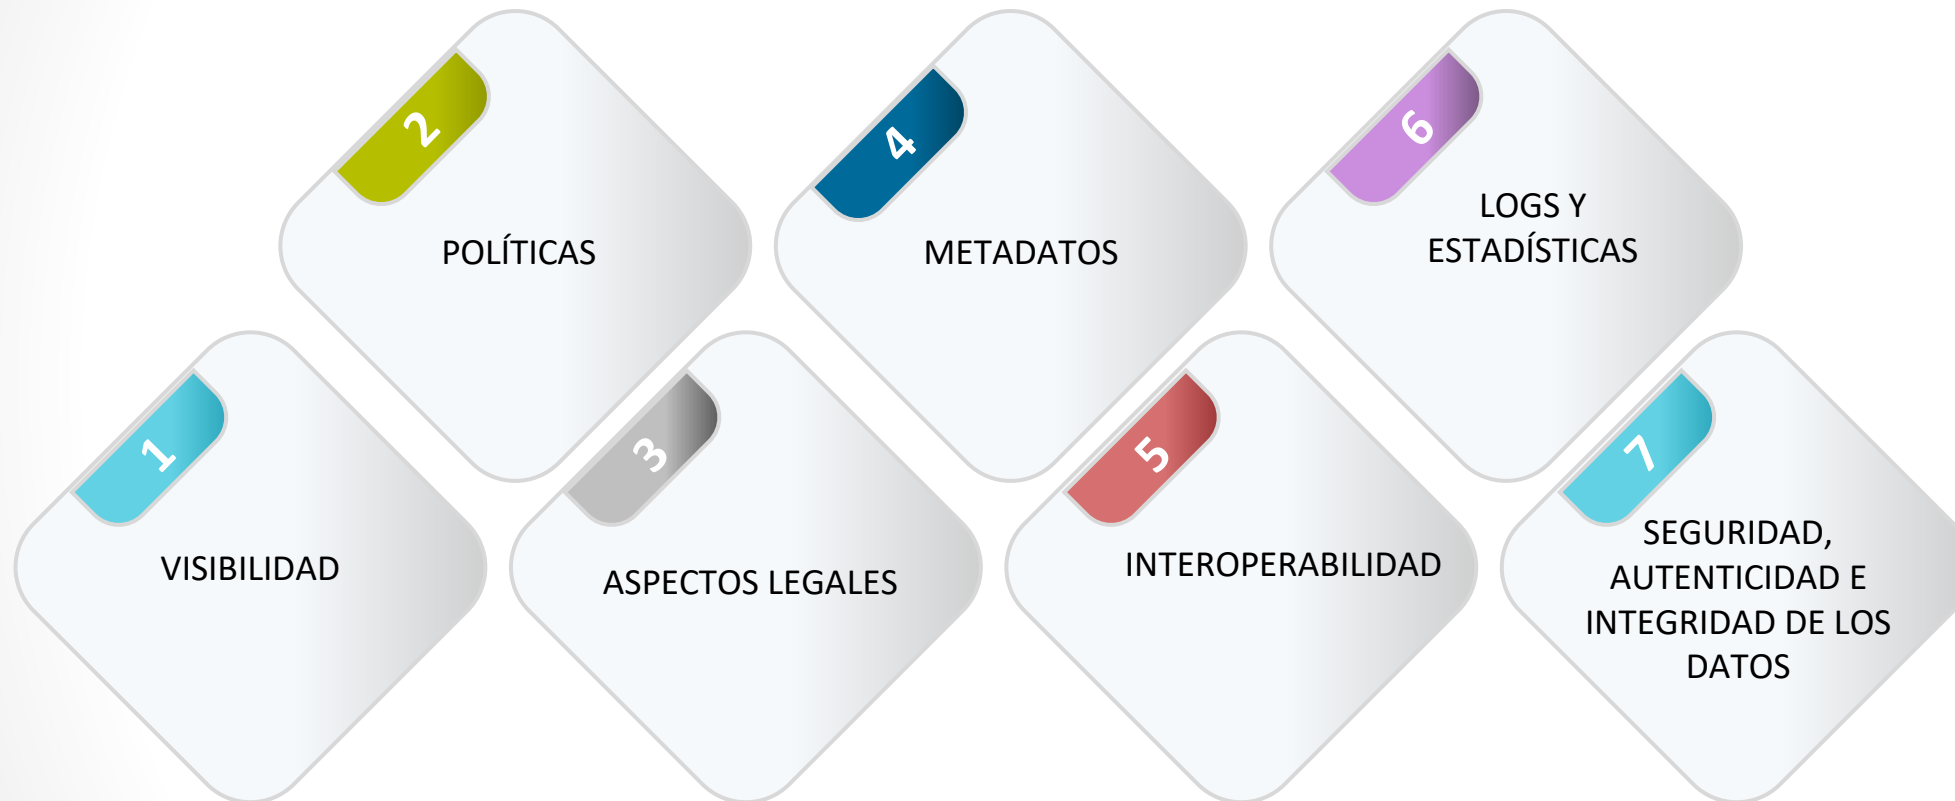 1
VISIBILIDAD
2
POLÍTICAS
3
ASPECTOS LEGALES
4
METADATOS
5
INTEROPERABILIDAD
6
LOGS Y
ESTADÍSTICAS
7
SEGURIDAD,
AUTENTICIDAD E
INTEGRIDAD DE LOS
DATOS